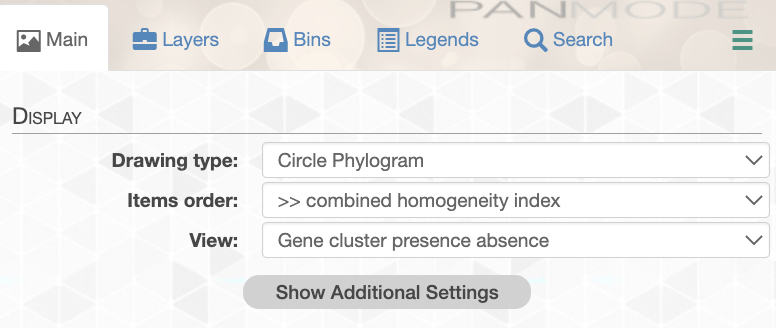 PANMODE
Main
Layers
Bins
Legends
Search
Display
Drawing type: Circle Phylogram
Items order: >> combined homogeneity index
View: Gene cluster presence absence
Show Additional Settings